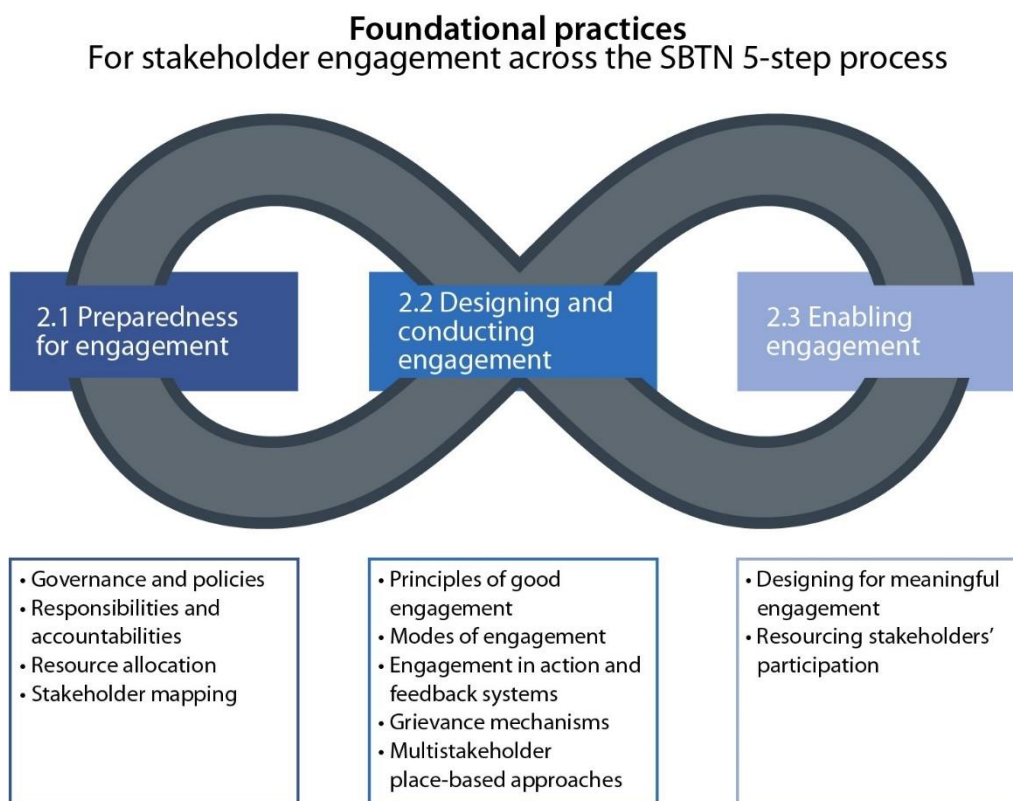 Foundational practices
For stakeholder engagement across the SBTN 5-step process
2.1 Preparedness
for engagement
2.2 Designing and
conducting
engagement
2.3 Enabling
engagement
• Governance and policies
• Responsibilities and
accountabilities
• Resource allocation
• Stakeholder mapping
• Principles of good
engagement
• Modes of engagement
• Engagement in action and
feedback systems
• Grievance mechanisms
• Multistakeholder
place-based approaches
• Designing for meaningful
engagement
• Resourcing stakeholders’
participation